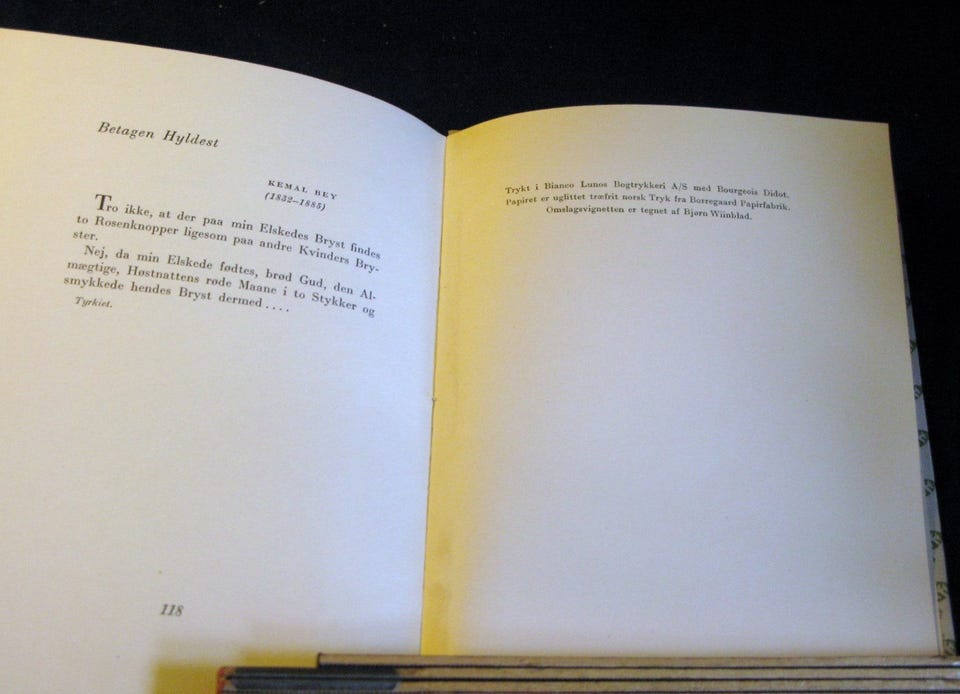 Betagen Hyldest
KEMAL BEY
(1832–1885)
Tro ikke, at der paa min Elskedes Bryst findes
to Rosenknopper ligesom paa andre Kvinders Bry-
ster.
Nej, da min Elskede fødtes, brød Gud, den Al-
mægtige, Høstnattens røde Maane i to Stykker og
smykkede hendes Bryst dermed . . . .
Tyrkiet.
118
Trykt i Bianco Lunos Bogtrykkeri A/S med Bourgeois Didot.
Papiret er uglittet træfrit norsk Tryk fra Borregaard Papirfabrik.
Omslagsvignetten er tegnet af Bjørn Wiinblad.